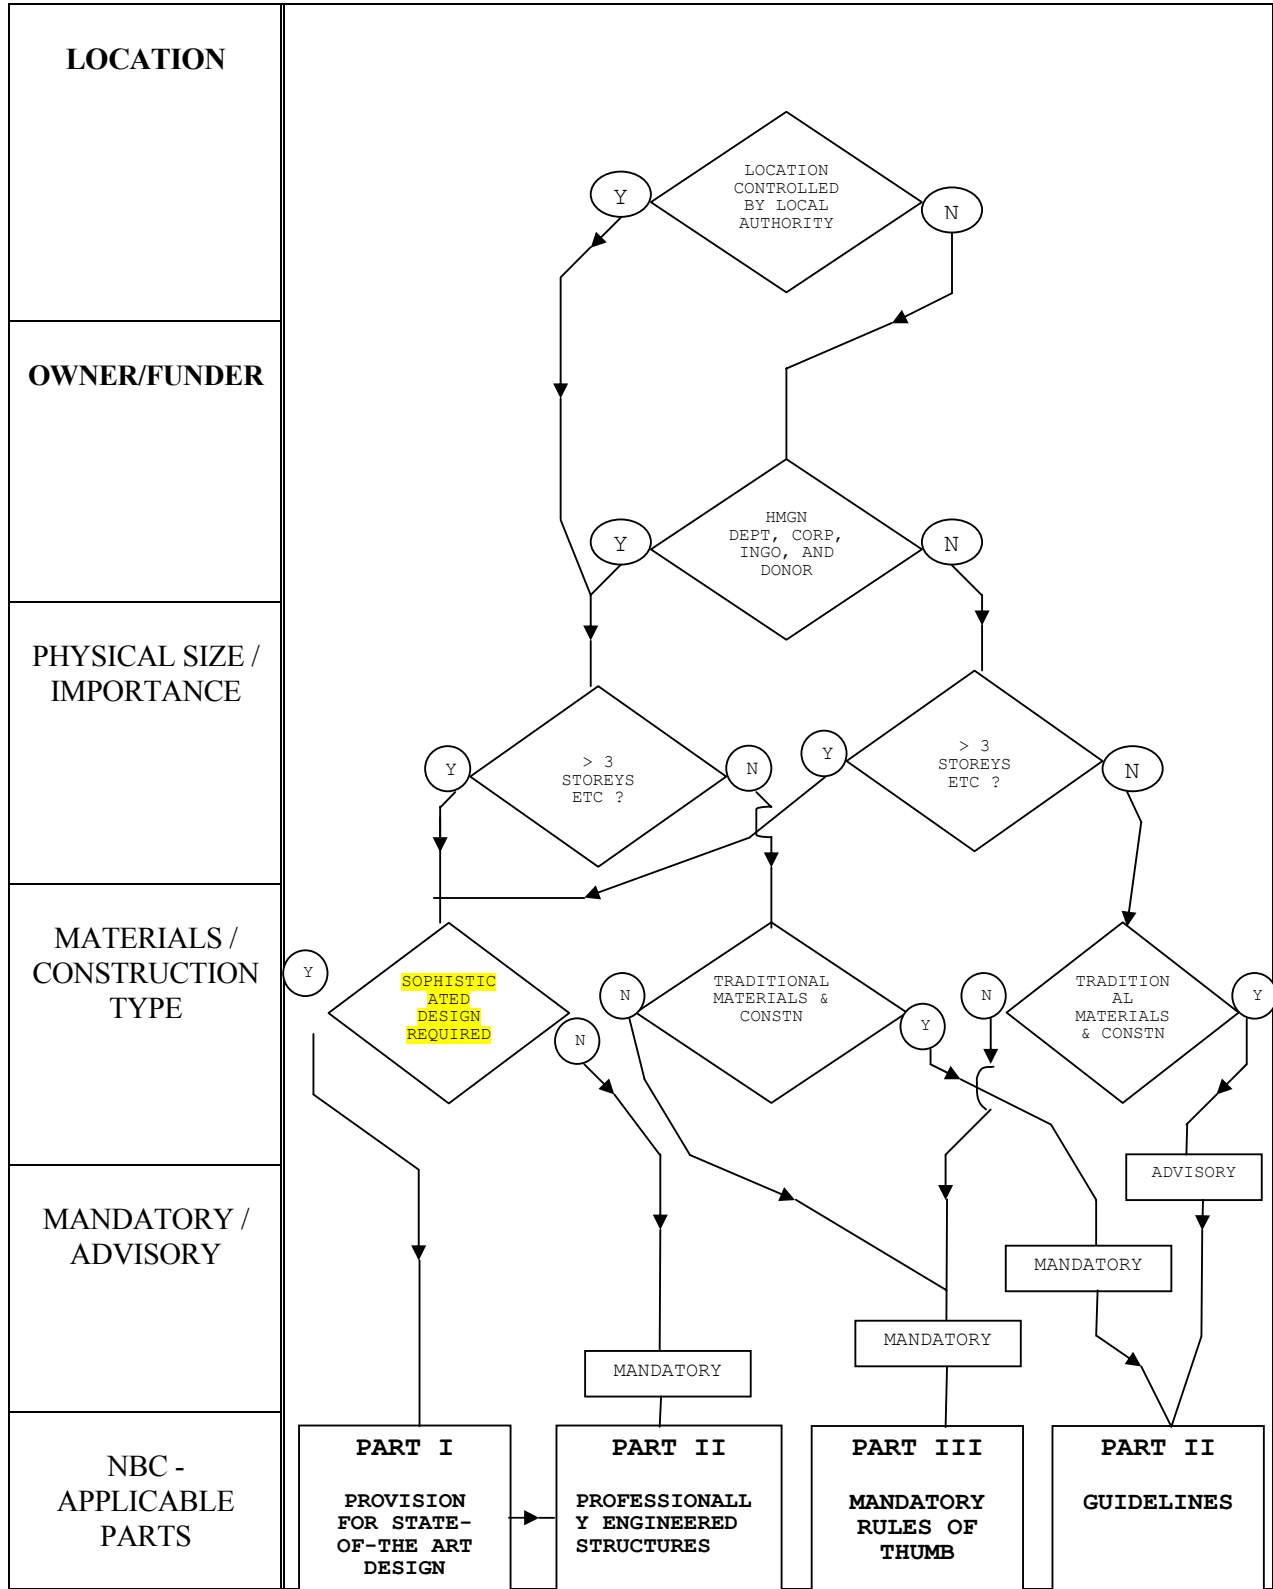 LOCATION
LOCATION
CONTROLLED
BY LOCAL
AUTHORITY
Y
N
OWNER/FUNDER
HMGN
DEPT, CORP,
INGO, AND
DONOR
Y
N
PHYSICAL SIZE /
IMPORTANCE
Y
> 3
STOREYS
ETC ?
N
Y
> 3
STOREYS
ETC ?
N
MATERIALS /
CONSTRUCTION
TYPE
Y
SOPHISTIC
ATED
DESIGN
REQUIRED
N
N
TRADITIONAL
MATERIALS &
CONSTN
Y
N
TRADITION
AL
MATERIALS
& CONSTN
Y
MANDATORY /
ADVISORY
ADVISORY
MANDATORY
MANDATORY
MANDATORY
NBC -
APPLICABLE
PARTS
PART I
PROVISION
FOR STATE-
OF-THE ART
DESIGN
PART II
PROFESSIONALL
Y ENGINEERED
STRUCTURES
PART III
MANDATORY
RULES OF
THUMB
PART II
GUIDELINES